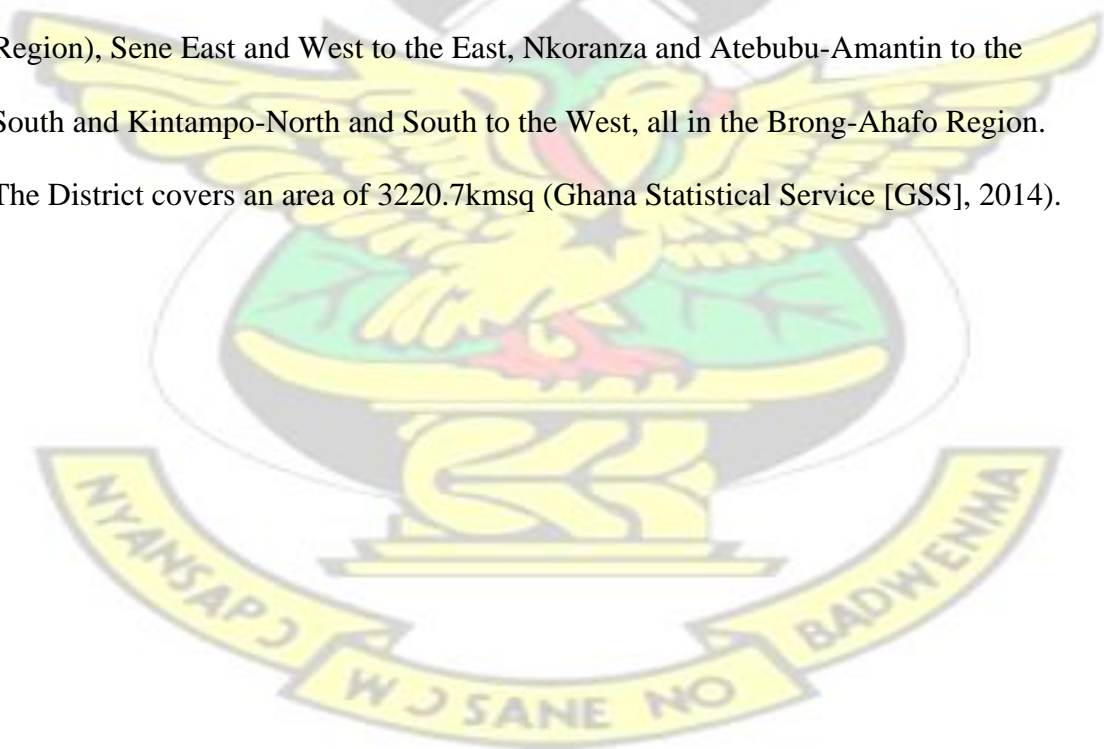 Region), Sene East and West to the East, Nkoranza and Atebubu-Amantin to the
South and Kintampo-North and South to the West, all in the Brong-Ahafo Region.
The District covers an area of 3220.7kmsq (Ghana Statistical Service [GSS], 2014).
NYANSAPƆ
WƆSANE NO
BADWENMA